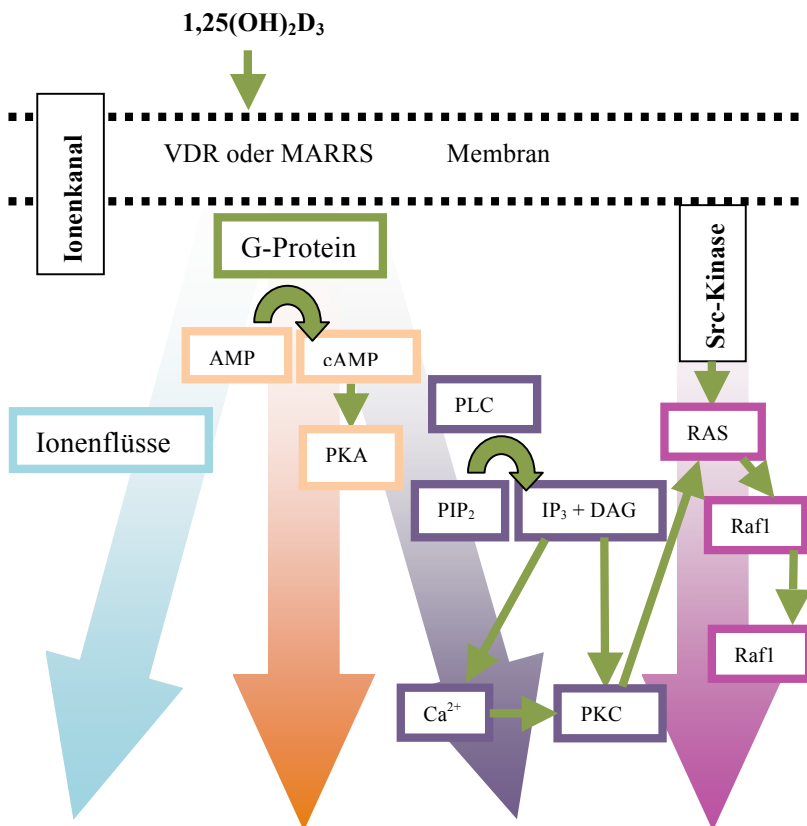 1,25(OH)₂D₃
Ionenkanal
VDR oder MARRS
Membran
G-Protein
Src-Kinase
AMP
cAMP
PLC
Ionenflüsse
RAS
PKA
PIP₂
IP₃ + DAG
Raf1
Raf1
Ca²⁺
PKC